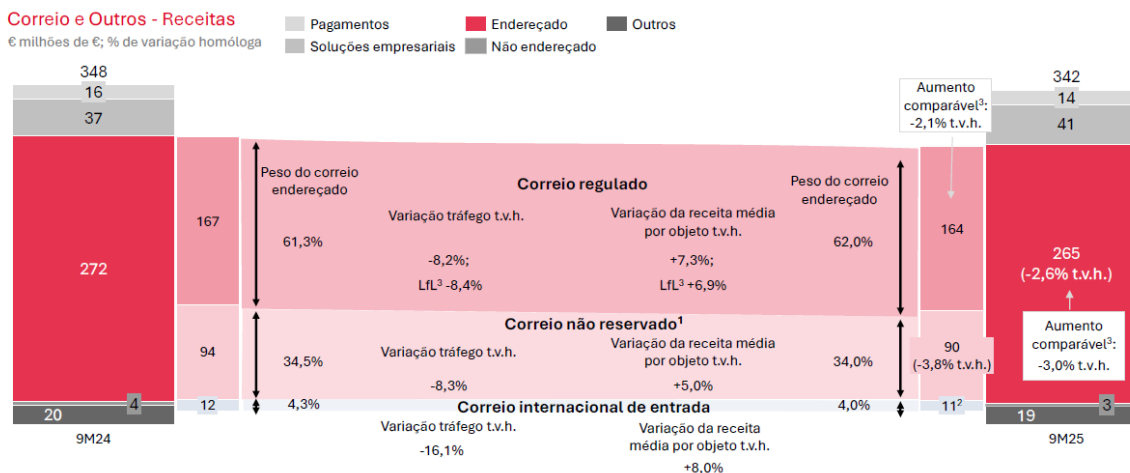 Correio e Outros - Receitas
€ milhões de €; % de variação homóloga
Pagamentos
Endereçado
Outros
Soluções empresariais
Não endereçado
348
16
37
272
4
20
9M24
167
94
12
Peso do correio
endereçado
61,3%
34,5%
4,3%
Correio regulado
Variação tráfego t.v.h.
-8,2%;
LfL³ -8,4%
Variação da receita média
por objeto t.v.h.
+7,3%;
LfL³ +6,9%
Correio não reservado¹
Variação tráfego t.v.h.
-8,3%
Variação da receita média
por objeto t.v.h.
+5,0%
Correio internacional de entrada
Variação tráfego t.v.h.
-16,1%
Variação da receita
média por objeto t.v.h.
+8,0%
Peso do correio
endereçado
62,0%
34,0%
4,0%
Aumento
comparável³:
-2,1% t.v.h.
164
90
(-3,8% t.v.h.)
11²
342
14
41
265
(-2,6% t.v.h.)
Aumento
comparável³:
-3,0% t.v.h.
3
19
9M25